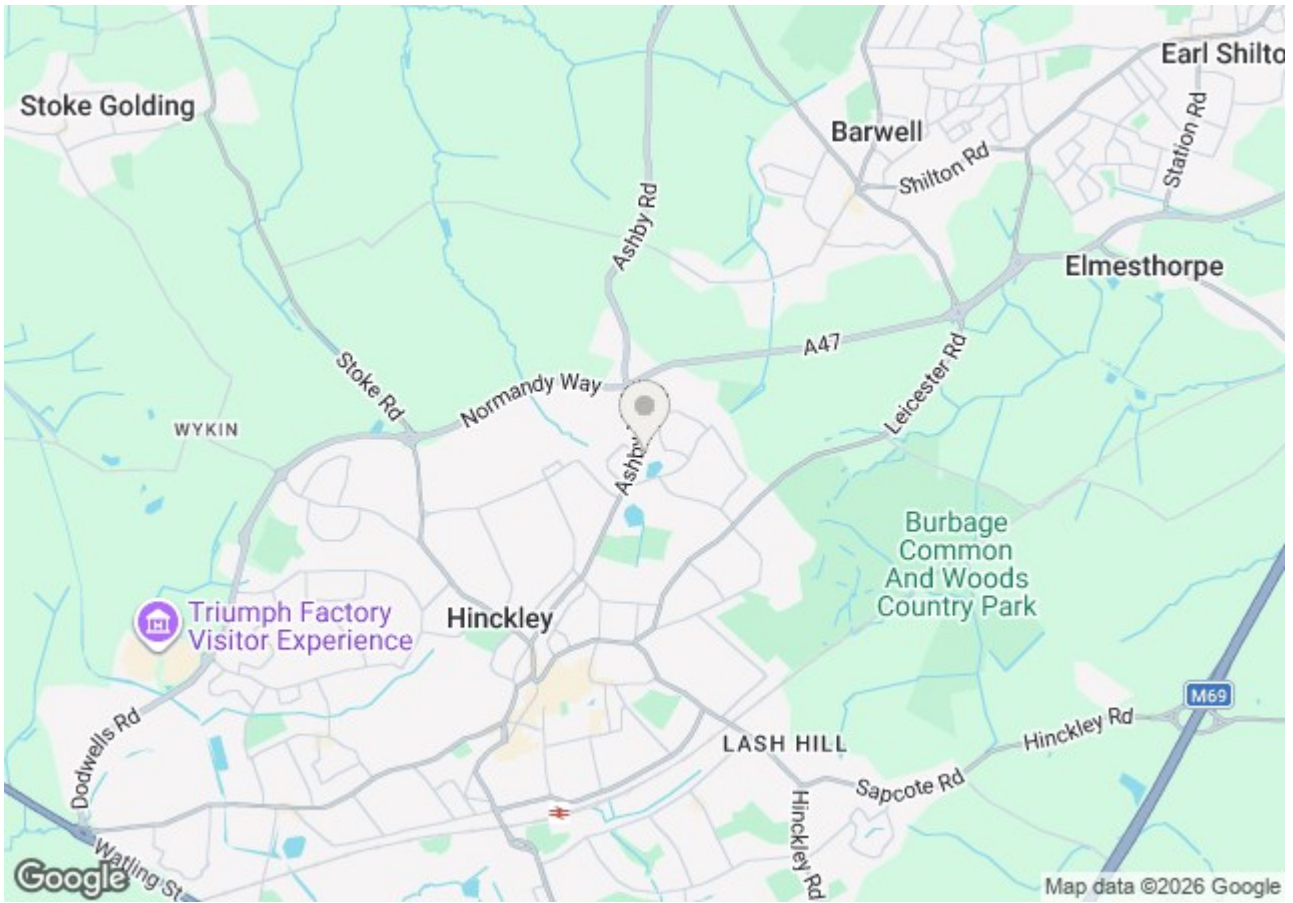 Earl Shilto
Stoke Golding
Station Rd
Barwell
Shilton Rd
Ashby Rd
Elmesthorpe
A47
Stoke Rd
Normandy Way
Leicester Rd
WYKIN
Ashby
Burbage
Common
And Woods
Country Park
Triumph Factory
Visitor Experience
Hinckley
M69
Dodwells Rd
LASH HILL
Hinckley Rd
Sapcote Rd
Hinckley Rd
Watling St
Google
Map data ©2026 Google